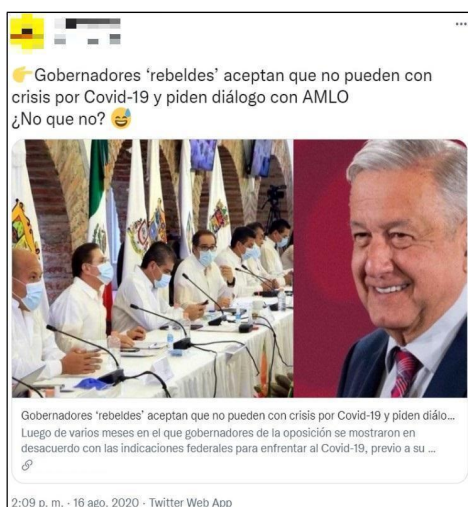 👉Gobernadores ‘rebeldes’ aceptan que no pueden con
crisis por Covid-19 y piden diálogo con AMLO
¿No que no? 😅
Gobernadores ‘rebeldes’ aceptan que no pueden con crisis por Covid-19 y piden diálo...
Luego de varios meses en el que gobernadores de la oposición se mostraron en
desacuerdo con las indicaciones federales para enfrentar al Covid-19, previo a su ...
2:09 p. m. · 16 ago. 2020 · Twitter Web App